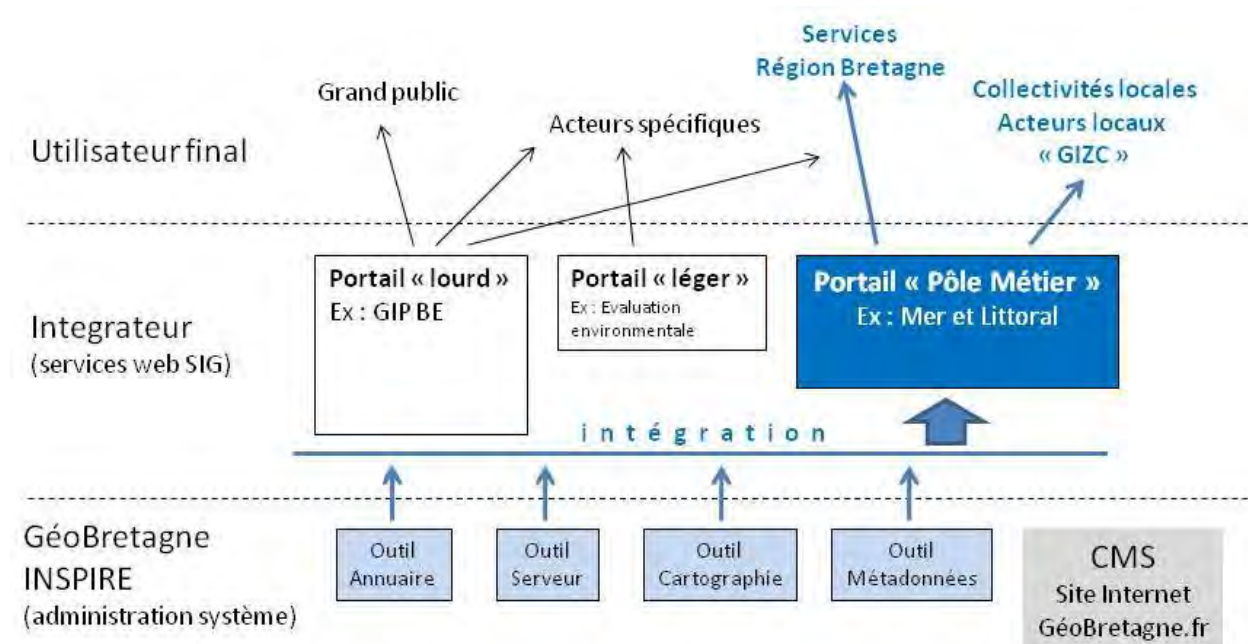 Services
Région Bretagne
Grand public
Collectivités locales
Acteurs locaux
« GIZC »
Acteurs spécifiques
Utilisateur final
Portail « lourd »
Ex : GIP BE
Portail « léger »
Ex : Evaluation
environmentale
Portail « Pôle Métier »
Ex : Mer et Littoral
Integrateur
(services web SIG)
intégration
GéoBretagne
INSPIRE
(administration système)
Outil
Annuaire
Outil
Serveur
Outil
Cartographie
Outil
Métadonnées
CMS
Site Internet
GéoBretagne.fr